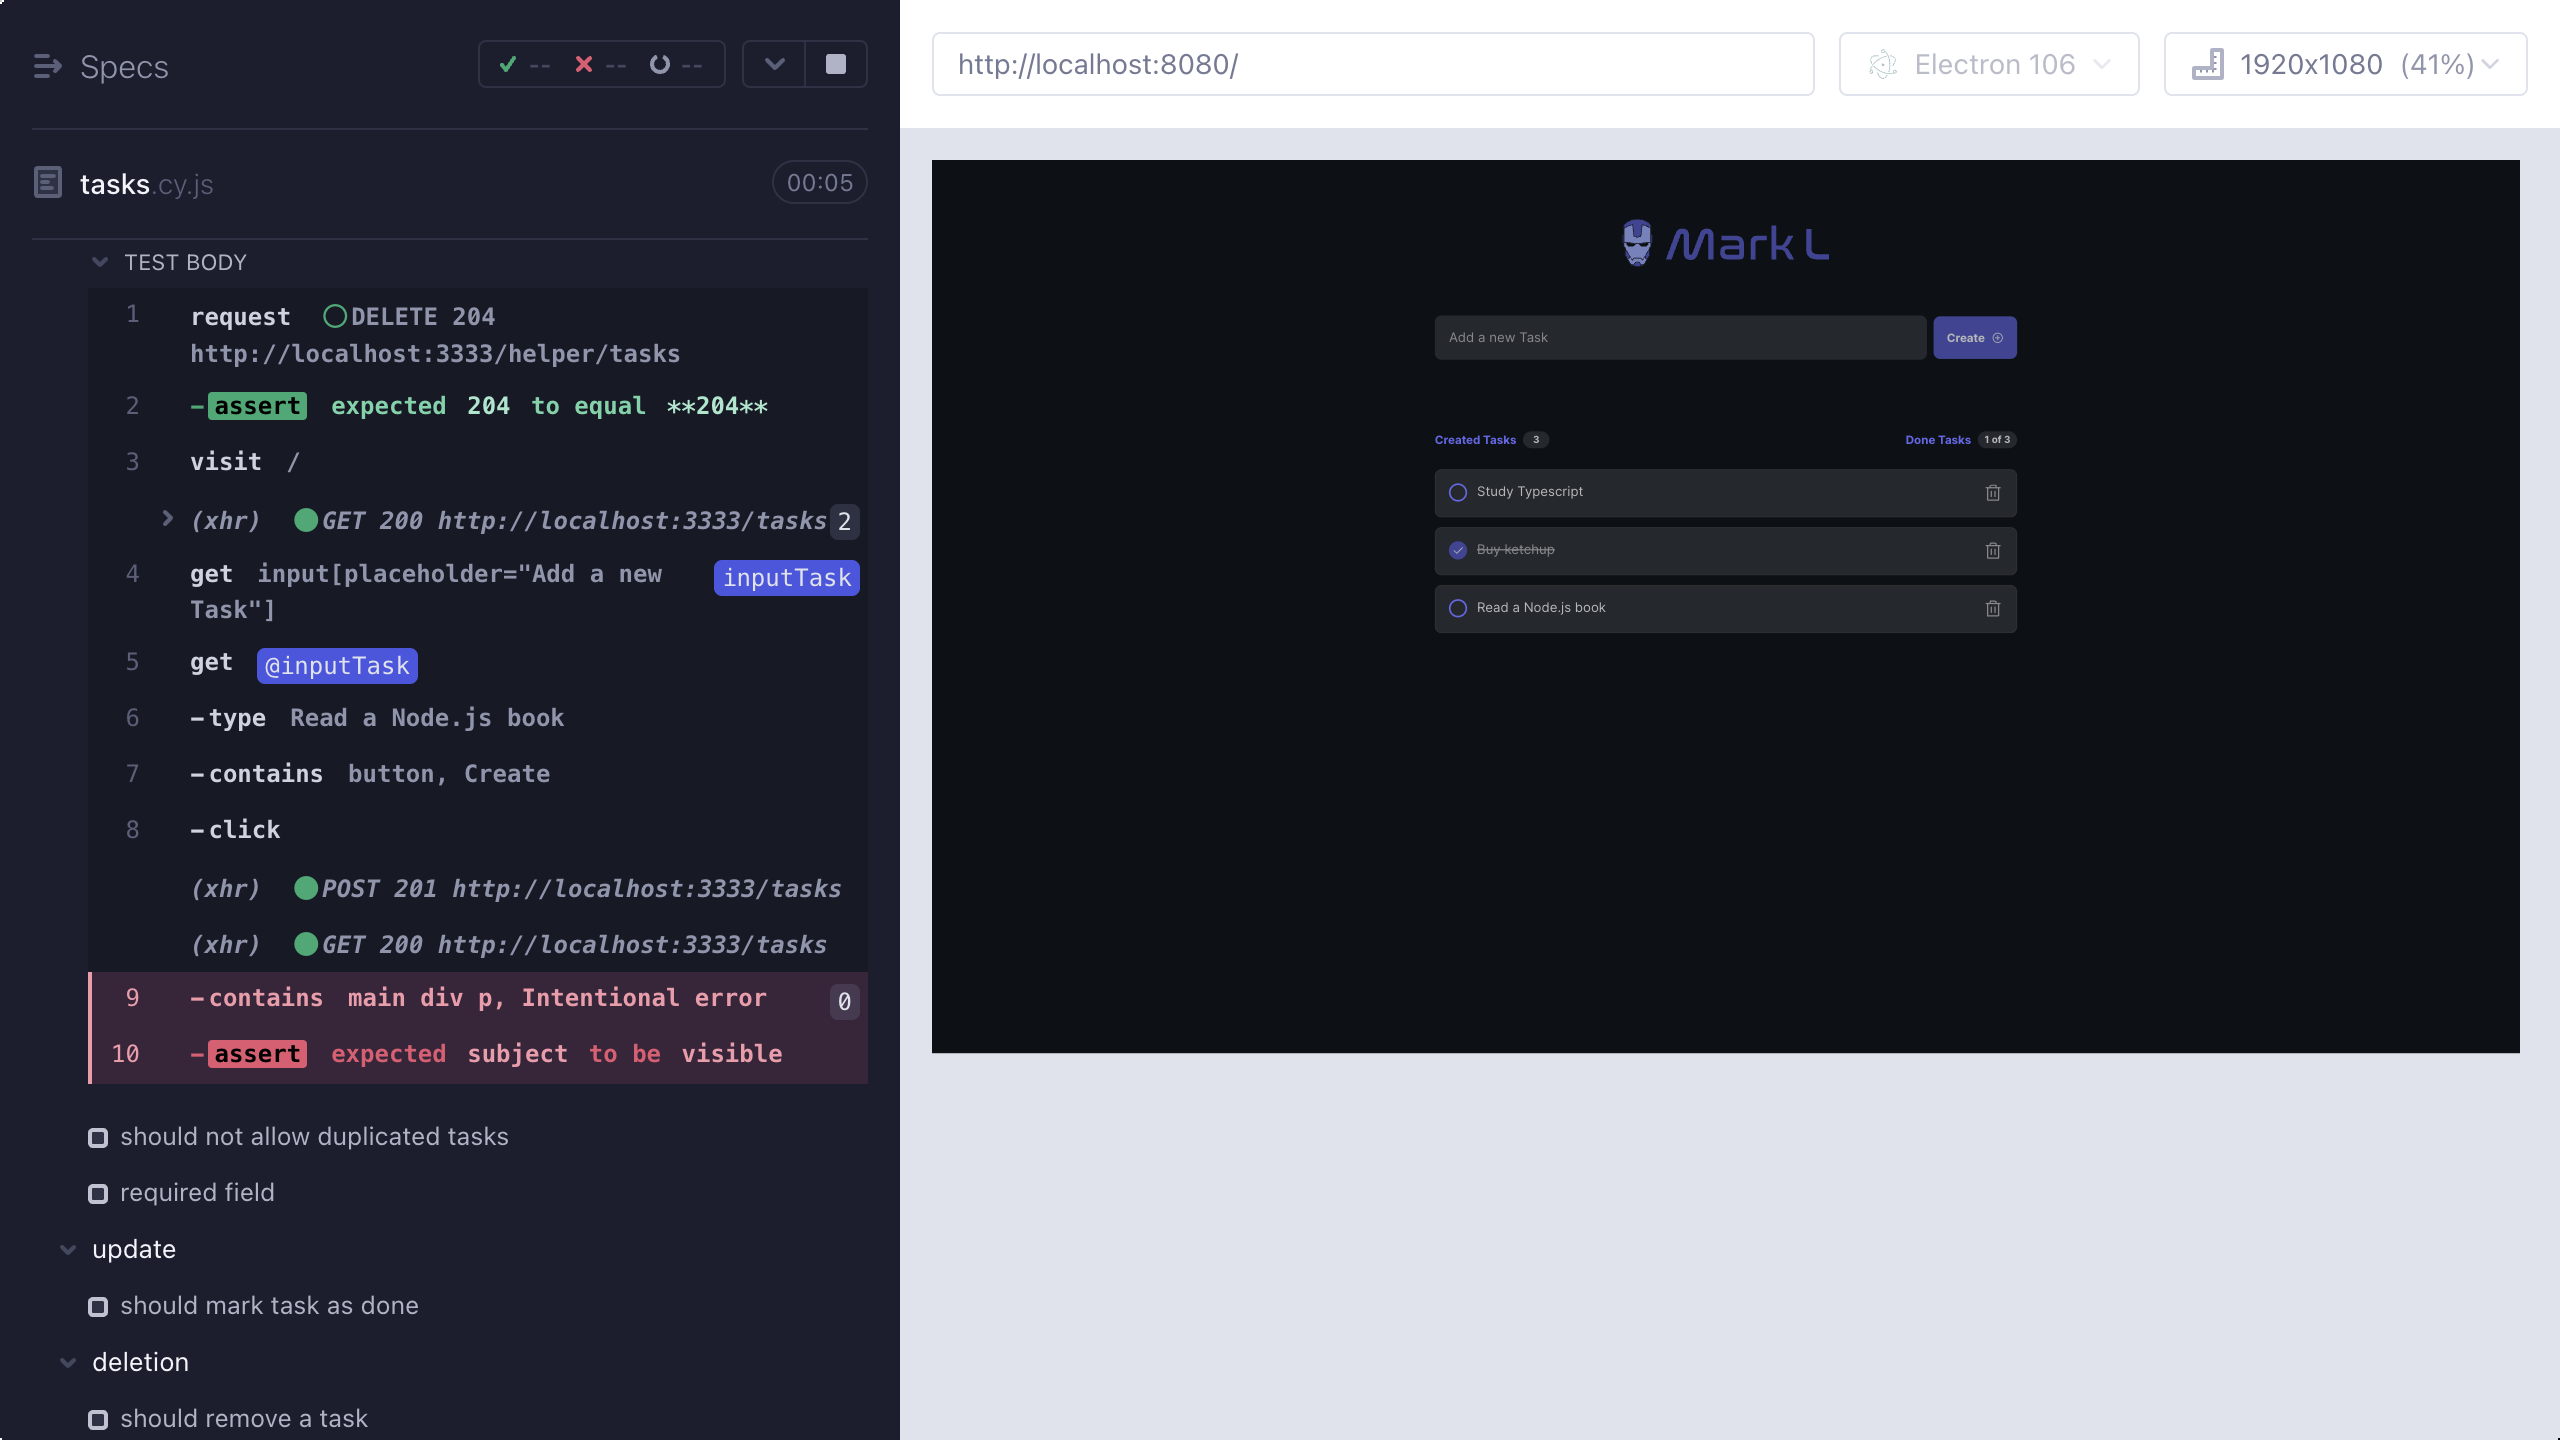 Specs
-- -- --
tasks.cy.js
00:05
TEST BODY
1 request DELETE 204
http://localhost:3333/helper/tasks
2 -assert expected 204 to equal **204**
3 visit /
(xhr) GET 200 http://localhost:3333/tasks 2
4 get input[placeholder="Add a new inputTask
Task"]
5 get @inputTask
6 -type Read a Node.js book
7 -contains button, Create
8 -click
(xhr) POST 201 http://localhost:3333/tasks
(xhr) GET 200 http://localhost:3333/tasks
9 -contains main div p, Intentional error 0
10 -assert expected subject to be visible
should not allow duplicated tasks
required field
update
should mark task as done
deletion
should remove a task
http://localhost:8080/
Electron 106
1920x1080 (41%)
Mark L
Add a new Task
Create
Created Tasks 3
Done Tasks 1 of 3
Study Typescript
Buy ketchup
Read a Node.js book